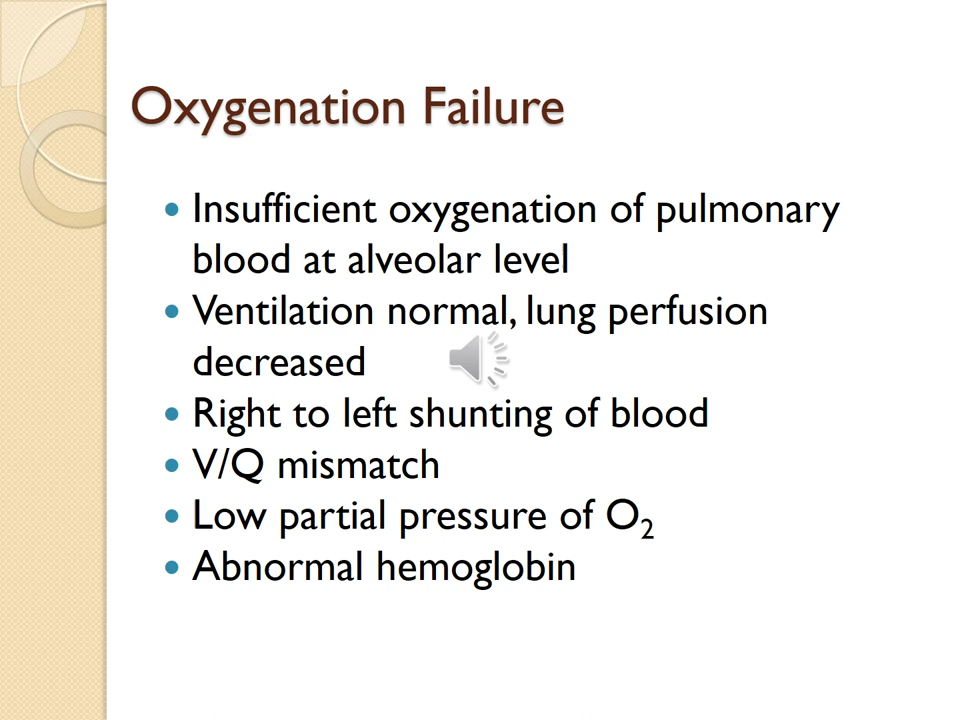 Oxygenation Failure
• Insufficient oxygenation of pulmonary
blood at alveolar level
• Ventilation normal, lung perfusion
decreased
• Right to left shunting of blood
• V/Q mismatch
• Low partial pressure of O₂
• Abnormal hemoglobin